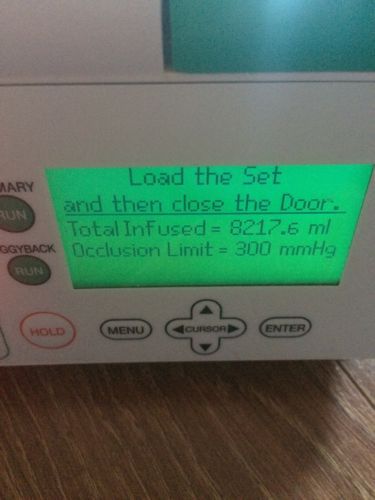 Load the Set
and then close the Door.
Total Infused = 8217.6 ml
Occlusion Limit = 300 mmHg
MARY
RUN
GGYBACK
RUN
HOLD
MENU
CURSOR
ENTER